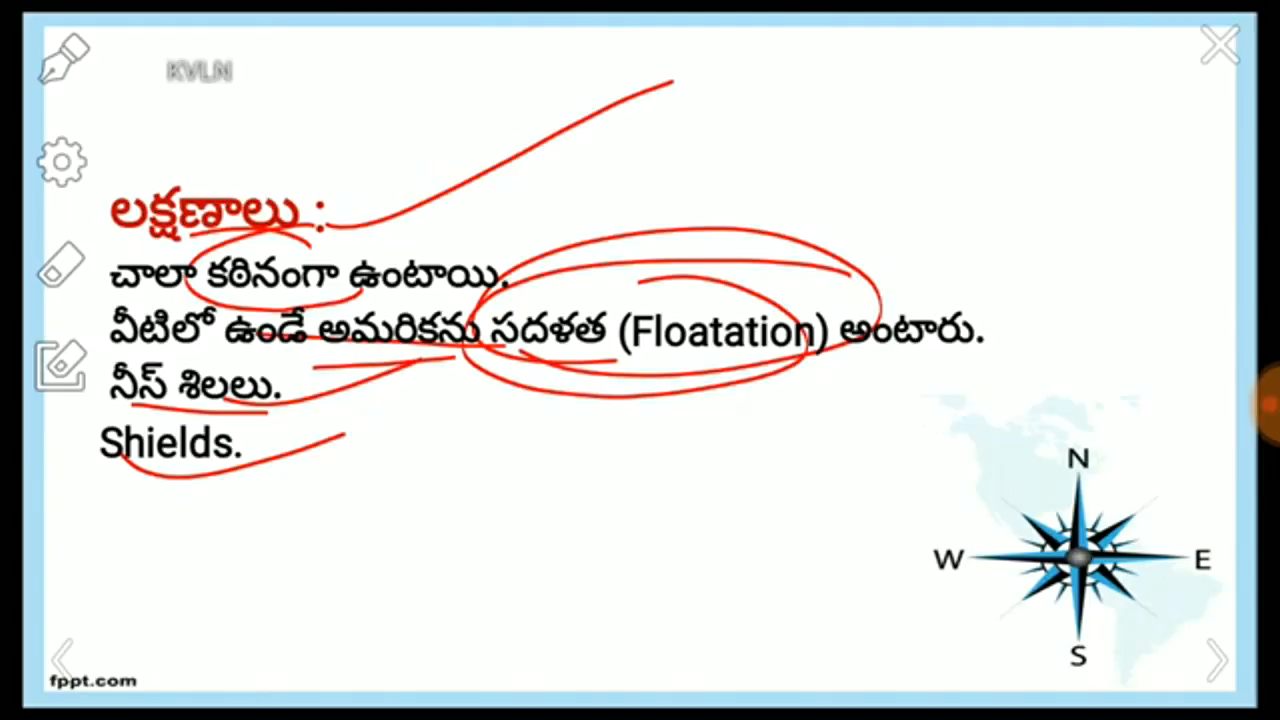 KVLN
లక్షణాలు :
చాలా కఠినంగా ఉంటాయి.
వీటిలో ఉండే అమరికను సదళత (Floatation) అంటారు.
నీస్ శిలలు.
Shields.
N
W E
S
fppt.com